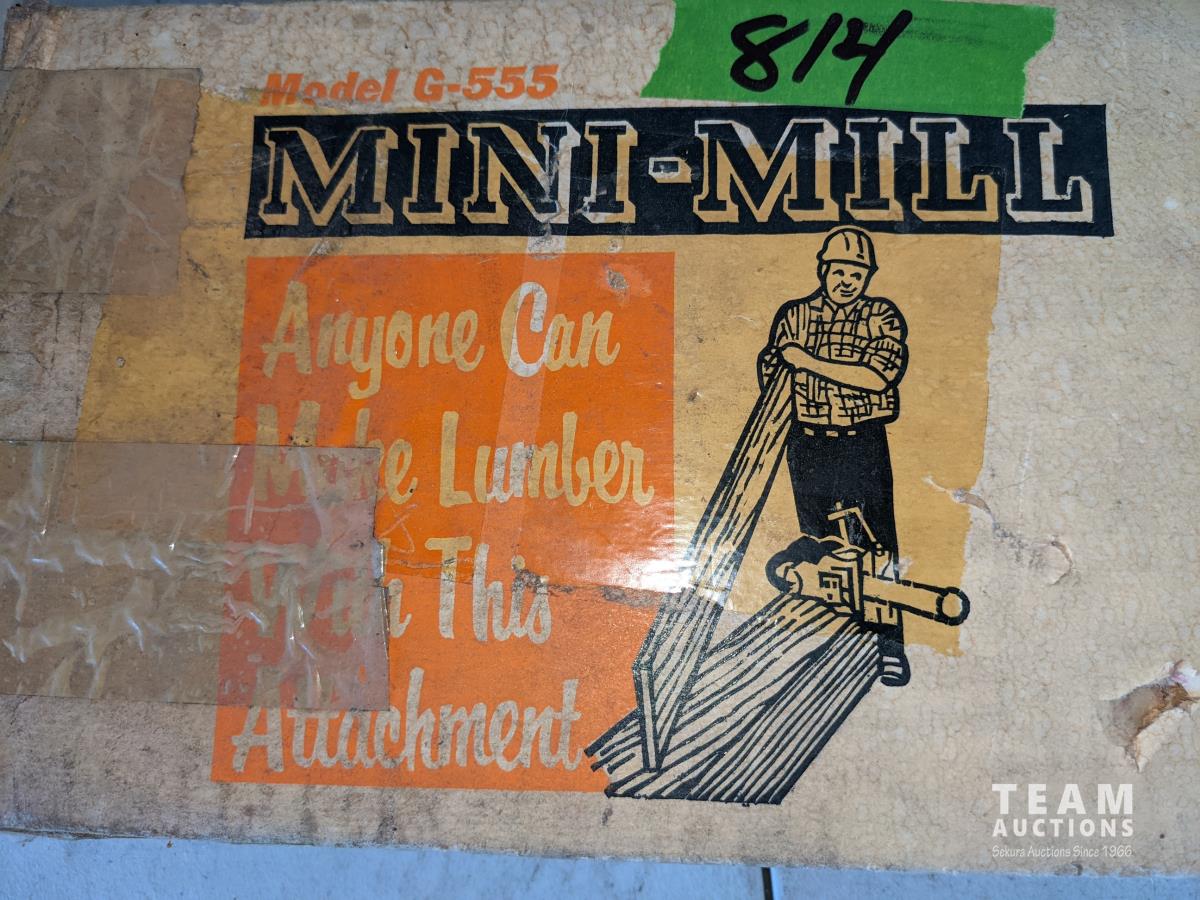 814
Model G-555
MINI-MILL
Anyone Can
Make Lumber
With This
Attachment
TEAM
AUCTIONS
Sekura Auctions Since 1966